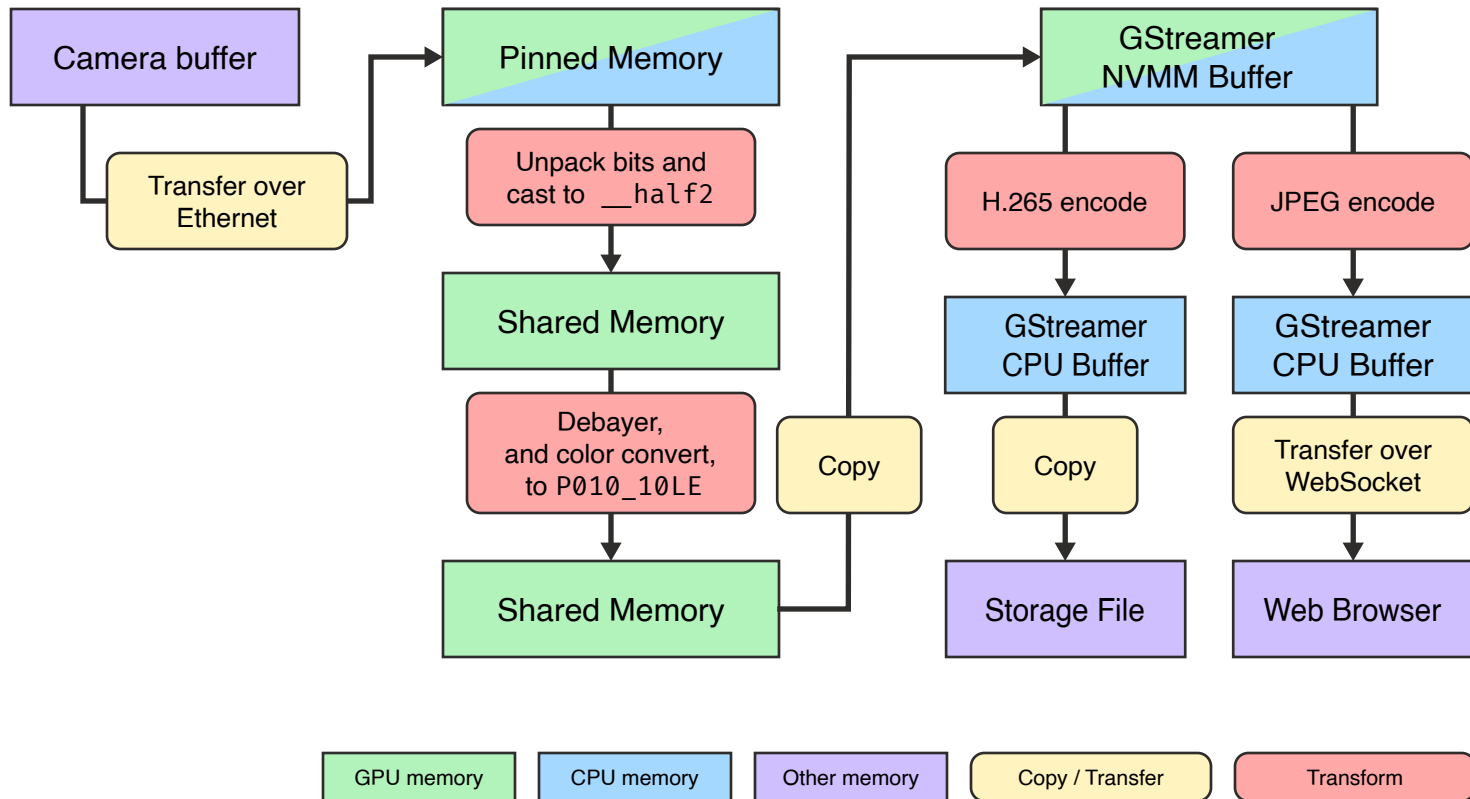 Camera buffer
Transfer over
Ethernet
Pinned Memory
Unpack bits and
cast to __half2
Shared Memory
Debayer,
and color convert,
to P010_10LE
Shared Memory
Copy
GStreamer
NVMM Buffer
H.265 encode
GStreamer
CPU Buffer
Copy
Storage File
JPEG encode
GStreamer
CPU Buffer
Transfer over
WebSocket
Web Browser
GPU memory
CPU memory
Other memory
Copy / Transfer
Transform